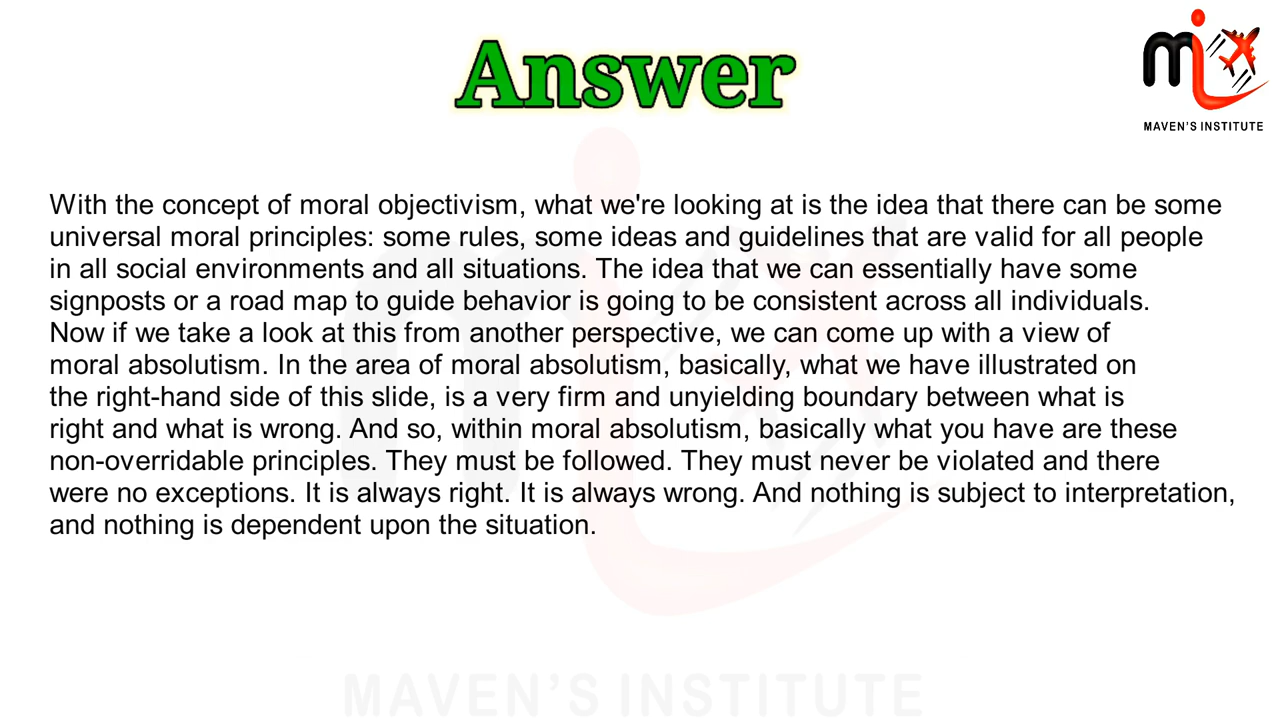 Answer
mi
MAVEN'S INSTITUTE
With the concept of moral objectivism, what we're looking at is the idea that there can be some
universal moral principles: some rules, some ideas and guidelines that are valid for all people
in all social environments and all situations. The idea that we can essentially have some
signposts or a road map to guide behavior is going to be consistent across all individuals.
Now if we take a look at this from another perspective, we can come up with a view of
moral absolutism. In the area of moral absolutism, basically, what we have illustrated on
the right-hand side of this slide, is a very firm and unyielding boundary between what is
right and what is wrong. And so, within moral absolutism, basically what you have are these
non-overridable principles. They must be followed. They must never be violated and there
were no exceptions. It is always right. It is always wrong. And nothing is subject to interpretation,
and nothing is dependent upon the situation.
MAVEN'S INSTITUTE